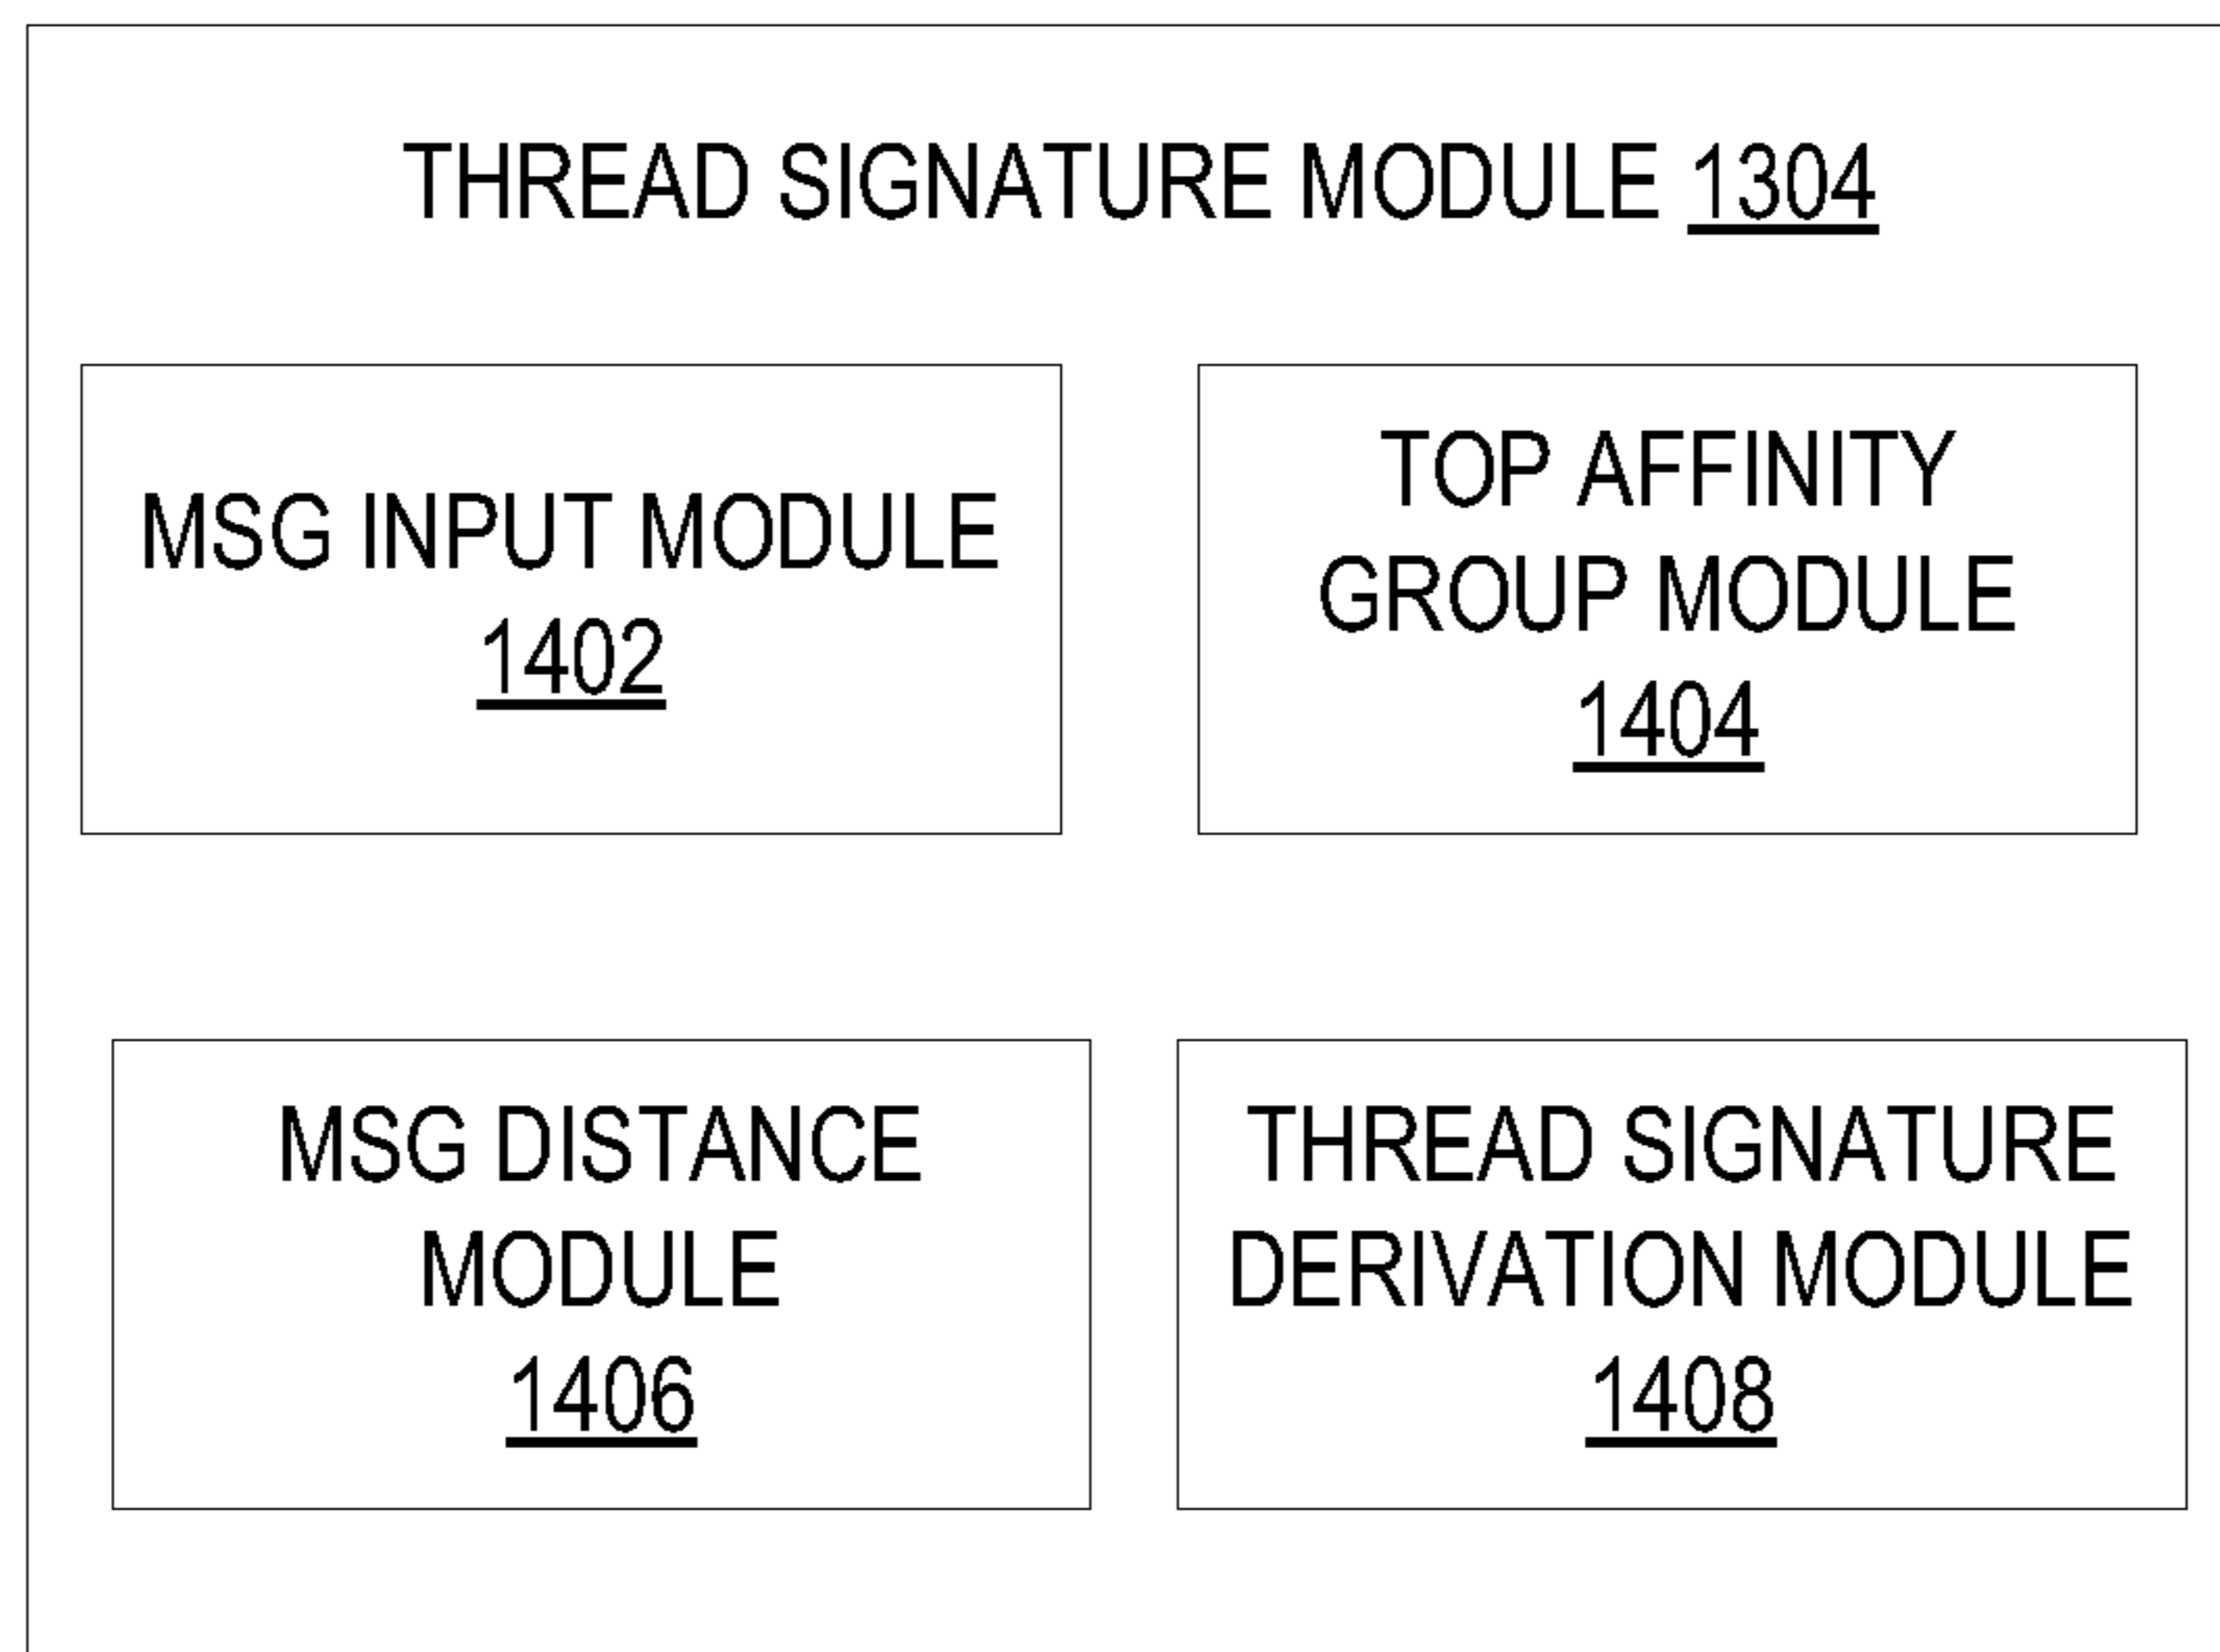 THREAD SIGNATURE MODULE 1304
MSG INPUT MODULE
1402
TOP AFFINITY
GROUP MODULE
1404
MSG DISTANCE
MODULE
1406
THREAD SIGNATURE
DERIVATION MODULE
1408